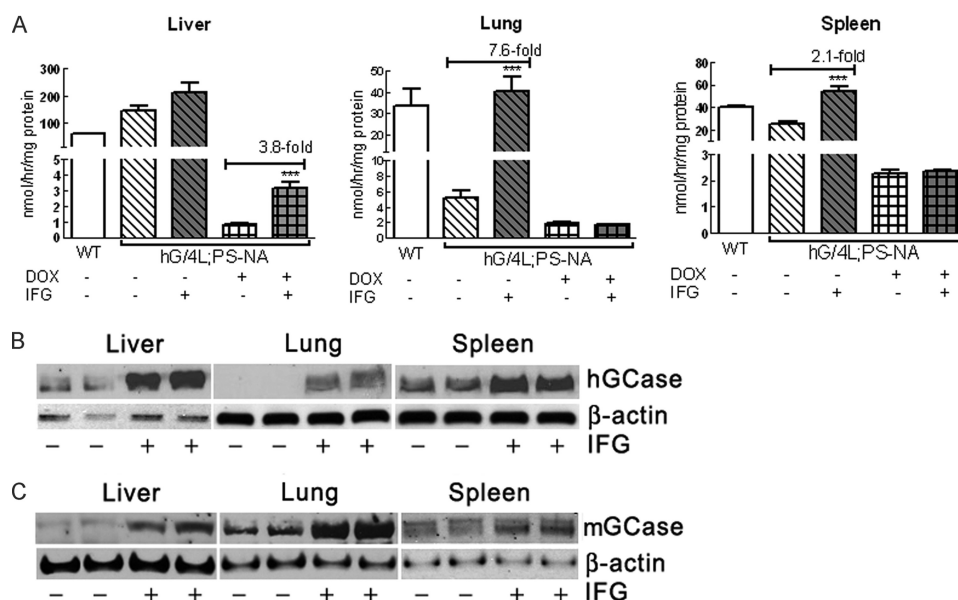 A
Liver
nmol/hr/mg protein
300
200
100
0
5
4
3
2
1
0
3.8-fold
***
WT
hG/4L;PS-NA
DOX - - - + +
IFG - - + - +
Lung
nmol/hr/mg protein
50
40
30
20
10
0
8
6
4
2
0
7.6-fold
***
WT
hG/4L;PS-NA
- - - + +
- - + - +
Spleen
nmol/hr/mg protein
80
60
40
20
0
3
2
2
1
0
2.1-fold
***
WT
hG/4L;PS-NA
DOX - - - + +
IFG - - + - +
B
Liver Lung Spleen
hGCase
β-actin
− − + + − − + + − − + + IFG
C
Liver Lung Spleen
mGCase
β-actin
− − + + − − + + − − + + IFG